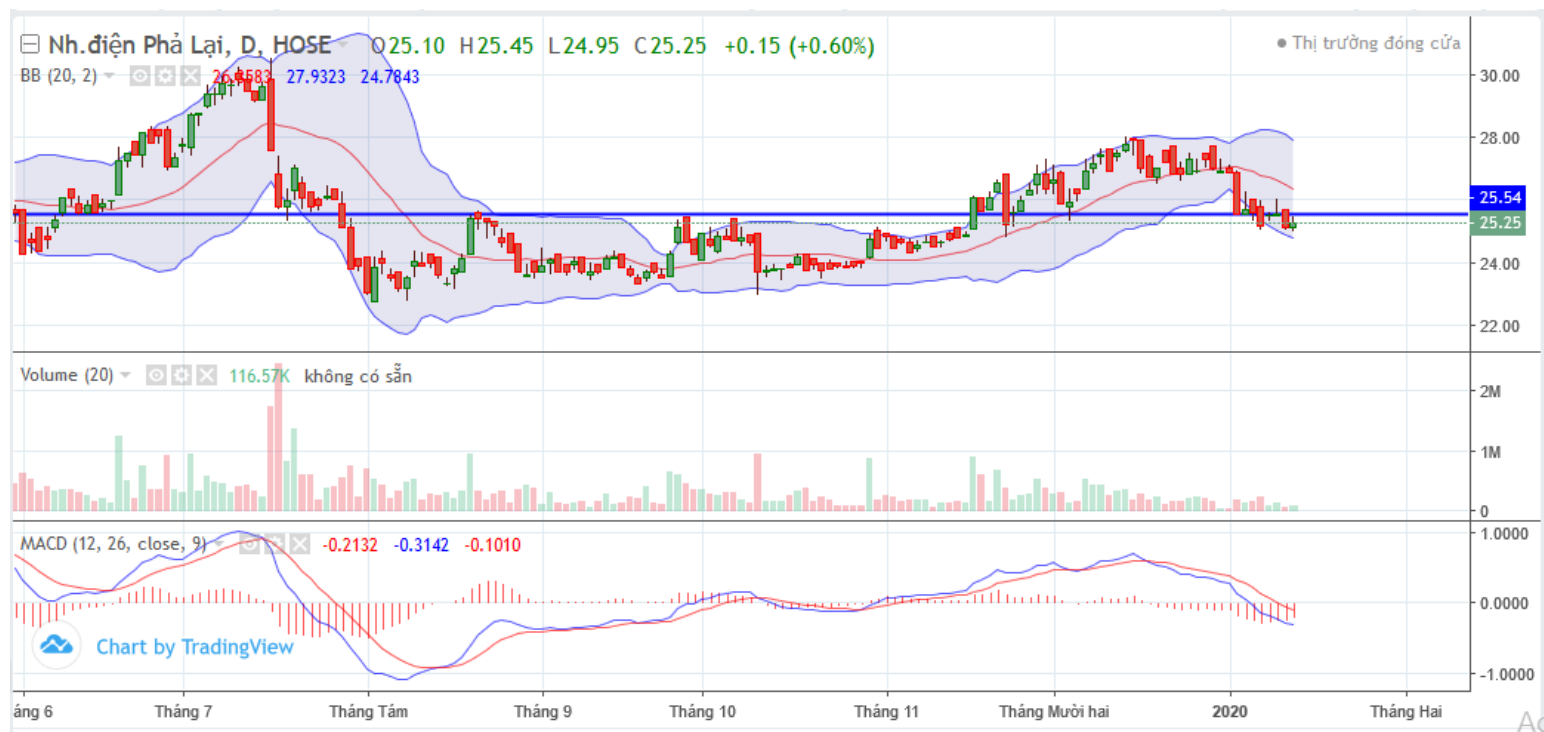 Nh.điện Phả Lại, D, HOSE O25.10 H25.45 L24.95 C25.25 +0.15 (+0.60%)
Thị trường đóng cửa
BB (20, 2) 27.9323 24.7843
30.00
28.00
25.54
25.25
24.00
22.00
Volume (20) 116.57K không có sẵn
2M
1M
0
MACD (12, 26, close, 9) -0.2132 -0.3142 -0.1010
1.0000
0.0000
-1.0000
Chart by TradingView
áng 6 Tháng 7 Tháng Tám Tháng 9 Tháng 10 Tháng 11 Tháng Mười hai 2020 Tháng Hai